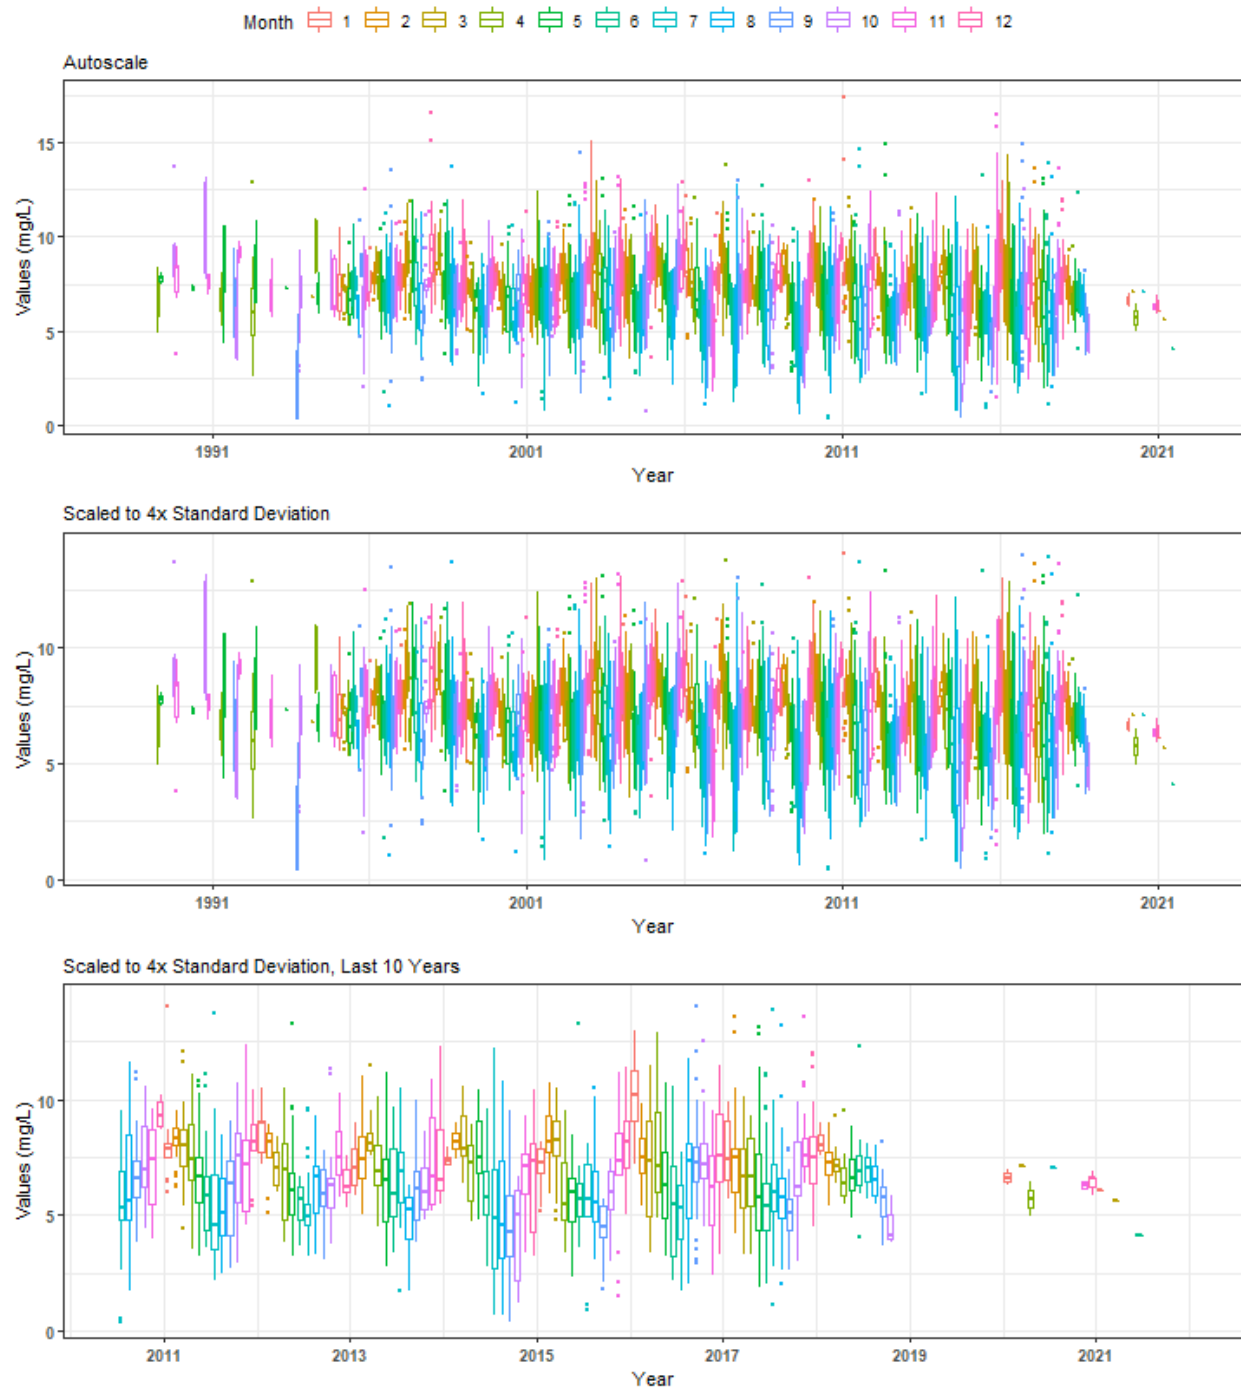 Month 1 2 3 4 5 6 7 8 9 10 11 12
Autoscale
Values (mg/L)
15
10
5
0
1991 2001 2011 2021
Year
Scaled to 4x Standard Deviation
Values (mg/L)
10
5
0
1991 2001 2011 2021
Year
Scaled to 4x Standard Deviation, Last 10 Years
Values (mg/L)
10
5
0
2011 2013 2015 2017 2019 2021
Year